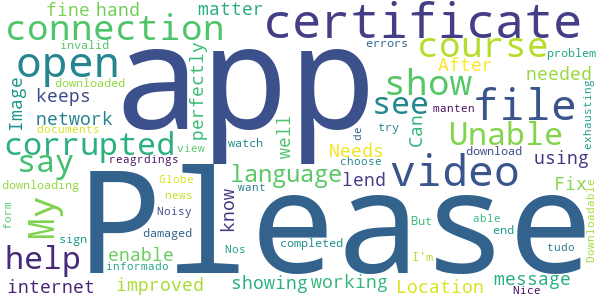 fine hand matter certificate
connection invalid errors
app
course
open downloaded perfectly After problem
Image keeps show needed
network documents see file
corrupted watch Can Unable exhausting
say reagrdings view well de manten try
language choose Needs download using
downloading My Please video
Globe lend know Fix
news want
form sign Noisy But able
help damaged Nos completed I'm end tudo Downloadable
enable informado showing working Location message
internet improved Nice